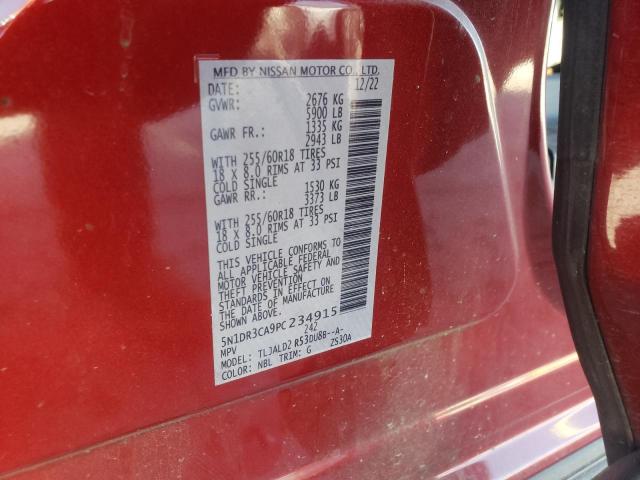 MFD BY NISSAN MOTOR CO., LTD.
DATE: 12/22
GVWR: 2676 KG
5900 LB
GAWR FR.: 1335 KG
2943 LB
WITH 255/60R18 TIRES
18 X 8.0 RIMS AT 33 PSI
COLD SINGLE
GAWR RR.: 1530 KG
3373 LB
WITH 255/60R18 TIRES
18 X 8.0 RIMS AT 33 PSI
COLD SINGLE
THIS VEHICLE CONFORMS TO
ALL APPLICABLE FEDERAL
MOTOR VEHICLE SAFETY AND
THEFT PREVENTION
STANDARDS IN EFFECT ON THE
DATE OF MANUFACTURE
5N1DR3CA9PC234915
MPV 242
MODEL: TLJALD2 R53DU8B--A-
COLOR: NBL TRIM: G ZS30A